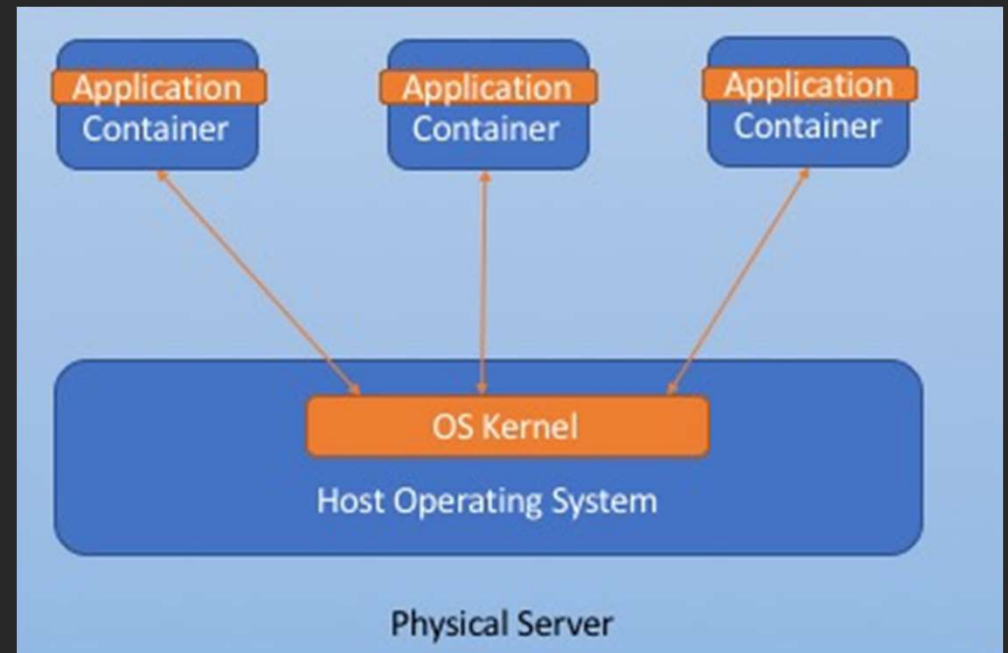 Application
Container
Application
Container
Application
Container
OS Kernel
Host Operating System
Physical Server